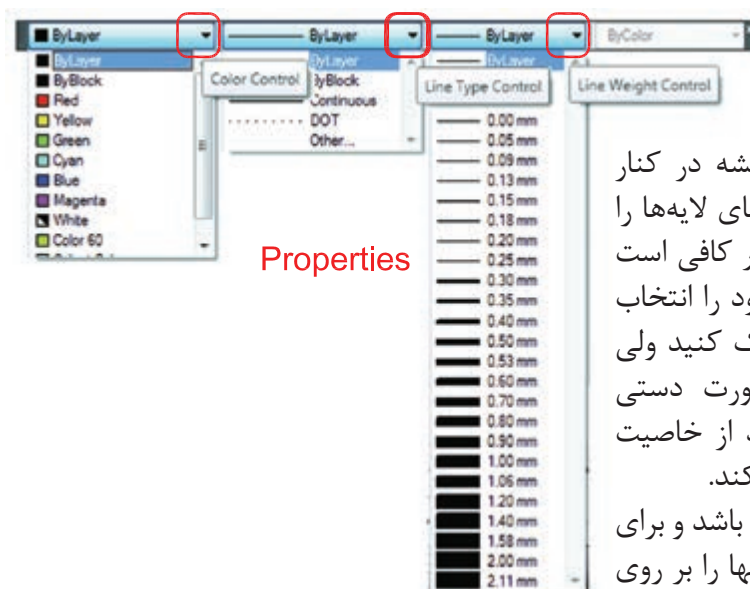 ByLayer
ByLayer
ByLayer
ByColor
ByLayer
ByBlock
Red
Yellow
Green
Cyan
Blue
Magenta
White
Color 60
Color Control
ByLayer
ByBlock
Continuous
DOT
Other...
Line Type Control
ByLayer
Line Weight Control
0.00 mm
0.05 mm
0.09 mm
0.13 mm
0.15 mm
0.18 mm
0.20 mm
0.25 mm
0.30 mm
0.35 mm
0.40 mm
0.50 mm
0.53 mm
0.60 mm
0.70 mm
0.80 mm
0.90 mm
1.00 mm
1.06 mm
1.20 mm
1.40 mm
1.58 mm
2.00 mm
2.11 mm
Properties
در کنار
لایه‌ها را
کافی است
را انتخاب
کنید ولی
دستی
از خاصیت
باشد و برای
را بر روی